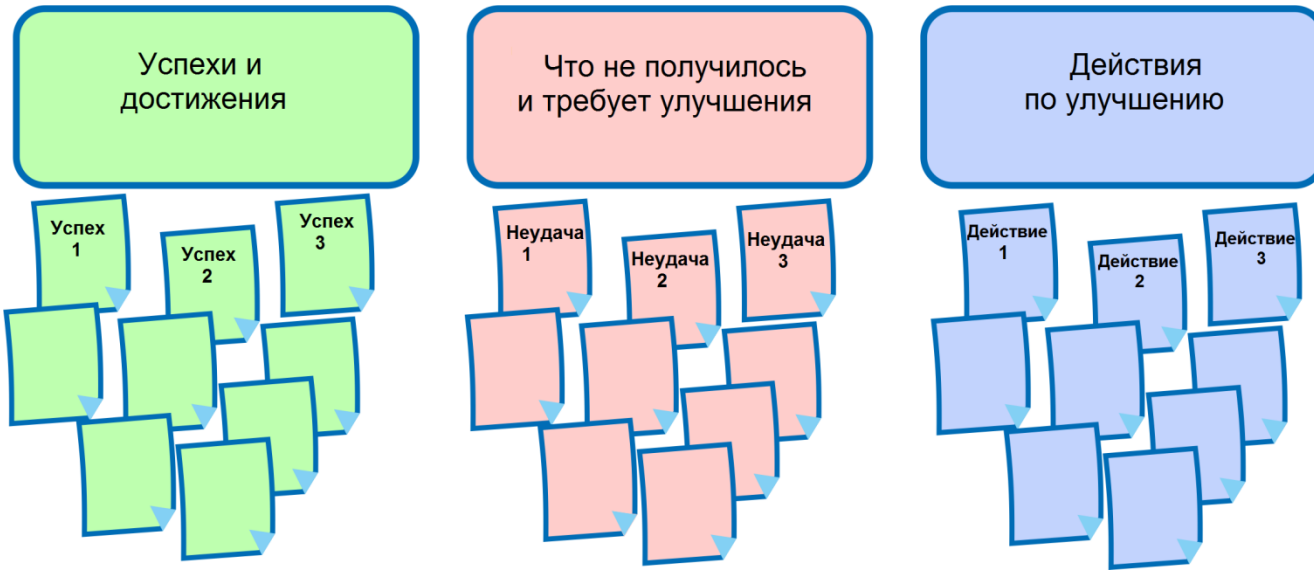 Успехи и
достижения
Что не получилось
и требует улучшения
Действия
по улучшению
Успех
1
Успех
2
Успех
3
Неудача
1
Неудача
2
Неудача
3
Действие
1
Действие
2
Действие
3